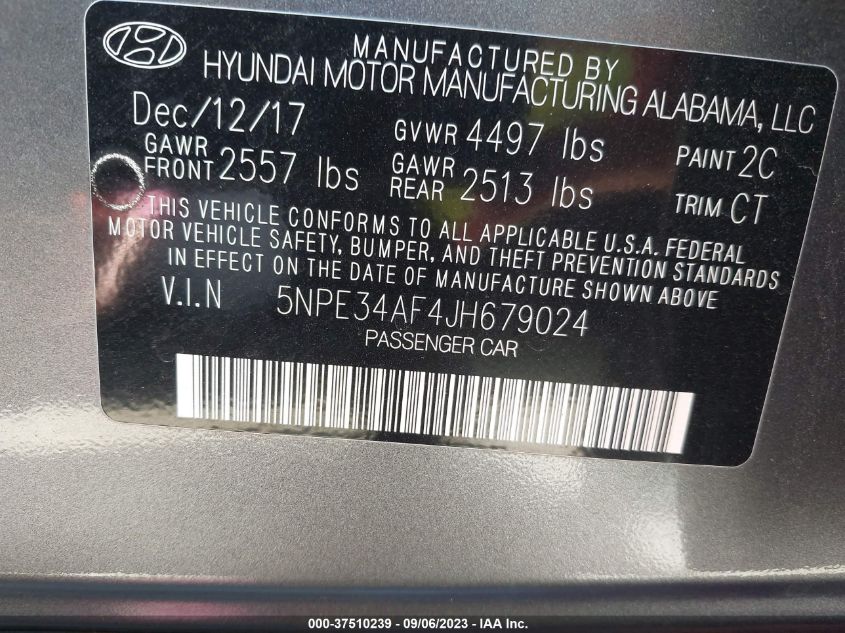 MANUFACTURED BY
HYUNDAI MOTOR MANUFACTURING ALABAMA, LLC
Dec/12/17 GVWR 4497 lbs PAINT 2C
GAWR FRONT 2557 lbs GAWR REAR 2513 lbs TRIM CT
THIS VEHICLE CONFORMS TO ALL APPLICABLE U.S.A. FEDERAL
MOTOR VEHICLE SAFETY, BUMPER, AND THEFT PREVENTION STANDARDS
IN EFFECT ON THE DATE OF MANUFACTURE SHOWN ABOVE
V.I.N 5NPE34AF4JH679024
PASSENGER CAR
000-37510239 - 09/06/2023 - IAA Inc.